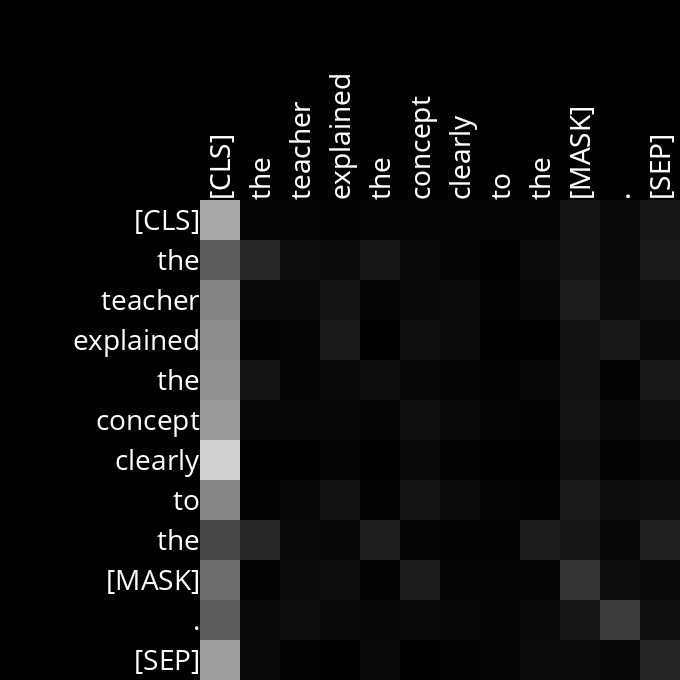 [CLS] the teacher explained the concept clearly to the [MASK] . [SEP]
[CLS]
the
teacher
explained
the
concept
clearly
to
the
[MASK]
.
[SEP]